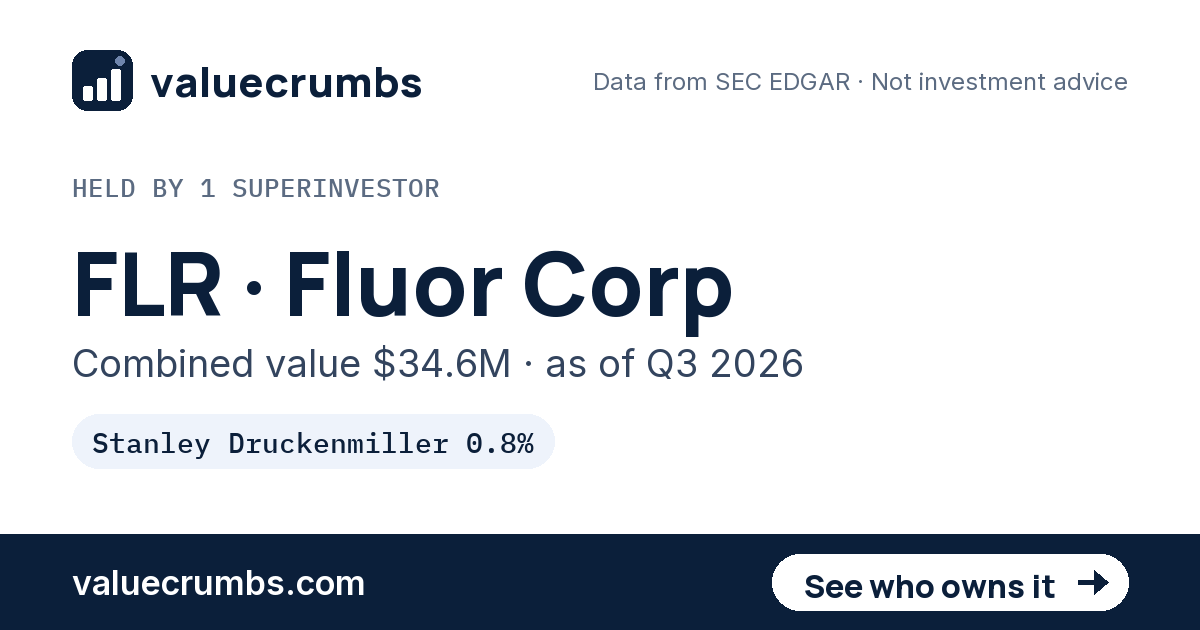 valuecrumbs
Data from SEC EDGAR · Not investment advice
HELD BY 1 SUPERINVESTOR
FLR · Fluor Corp
Combined value $34.6M · as of Q3 2026
Stanley Druckenmiller 0.8%
valuecrumbs.com
See who owns it →